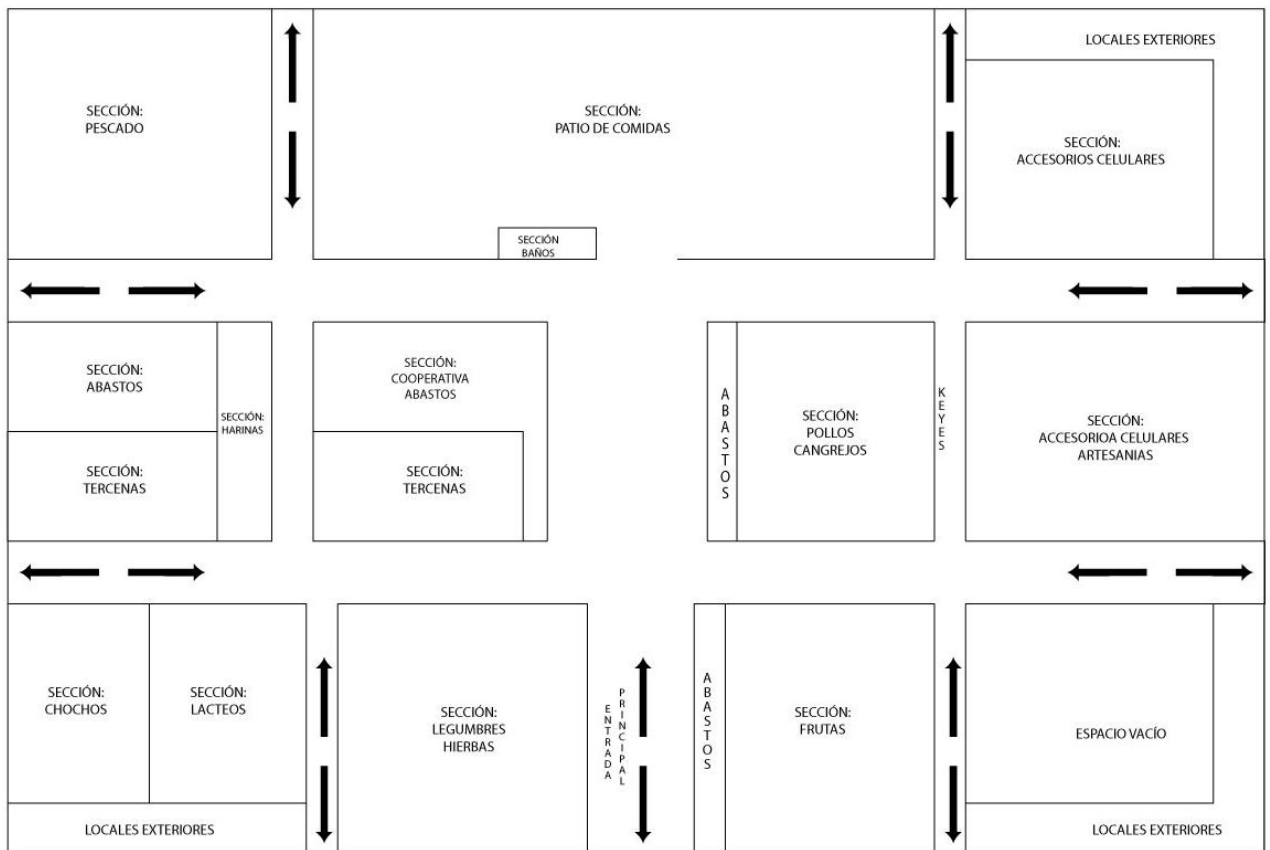 LOCALES EXTERIORES
SECCIÓN:
PESCADO
SECCIÓN:
PATIO DE COMIDAS
SECCIÓN:
ACCESORIOS CELULARES
SECCIÓN
BAÑOS
SECCIÓN:
ABASTOS
SECCIÓN:
HARINAS
SECCIÓN:
TERCENAS
SECCIÓN:
COOPERATIVA
ABASTOS
SECCIÓN:
TERCENAS
ABASTOS
SECCIÓN:
POLLOS
CANGREJOS
KEYES
SECCIÓN:
ACCESORIOA CELULARES
ARTESANIAS
SECCIÓN:
CHOCHOS
SECCIÓN:
LACTEOS
SECCIÓN:
LEGUMBRES
HIERBAS
ENTRADA
PRINCIPAL
ABASTOS
SECCIÓN:
FRUTAS
ESPACIO VACÍO
LOCALES EXTERIORES
LOCALES EXTERIORES